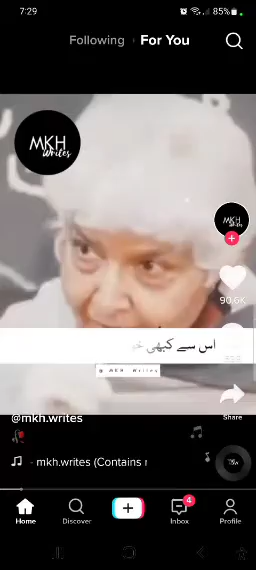 7:29
85%
Following
For You
MKH
Writes
MKH
90.6K
اس سے کبھی
@ MKH Writes
Share
@mkh.writes
- mkh.writes (Contains
Home
Discover
4
Inbox
Profile